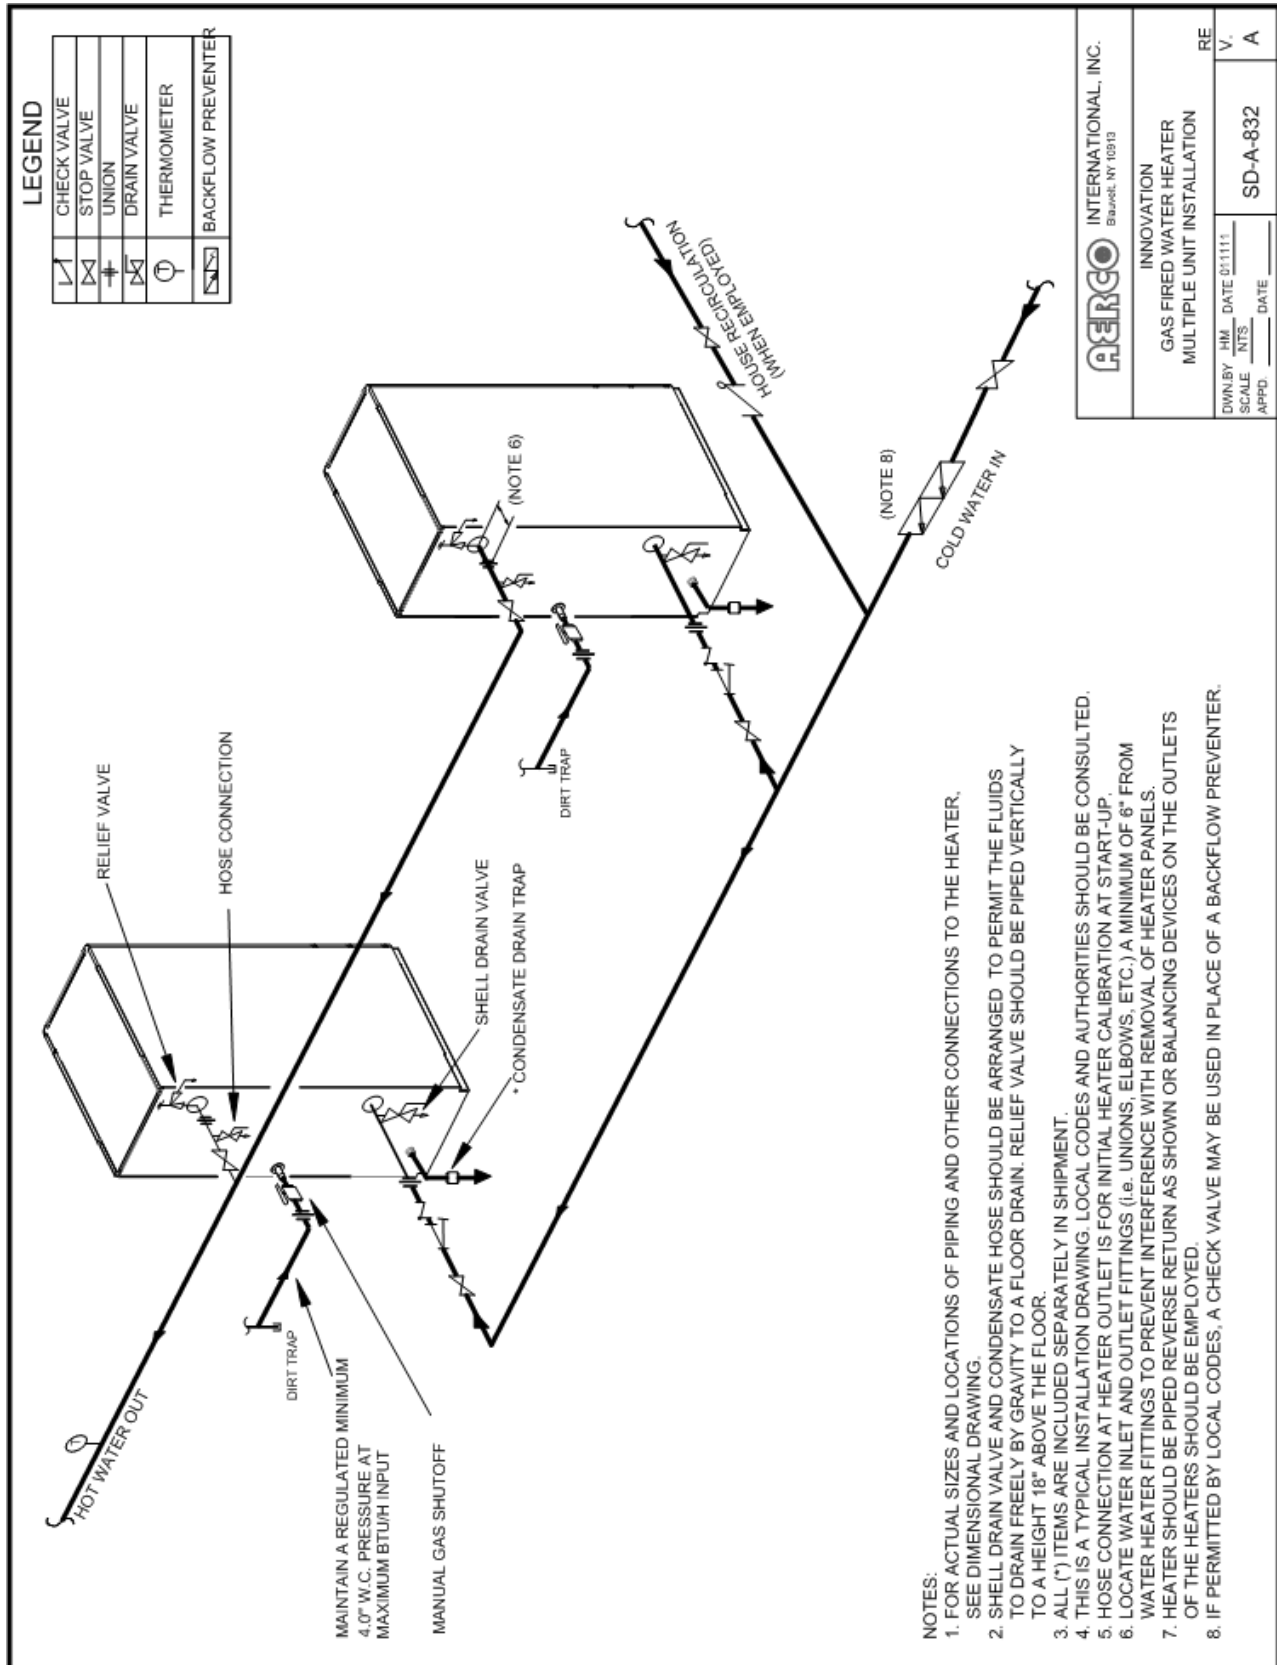 LEGEND
CHECK VALVE
STOP VALVE
UNION
DRAIN VALVE
T
THERMOMETER
BACKFLOW PREVENTER
RELIEF VALVE
HOSE CONNECTION
T
HOT WATER OUT
(NOTE 6)
HOUSE RECIRCULATION
(WHEN EMPLOYED)
(NOTE 8)
COLD WATER IN
DIRT TRAP
SHELL DRAIN VALVE
* CONDENSATE DRAIN TRAP
DIRT TRAP
MAINTAIN A REGULATED MINIMUM
4.0" W.C. PRESSURE AT
MAXIMUM BTU/H INPUT
MANUAL GAS SHUTOFF
NOTES:
1. FOR ACTUAL SIZES AND LOCATIONS OF PIPING AND OTHER CONNECTIONS TO THE HEATER,
SEE DIMENSIONAL DRAWING.
2. SHELL DRAIN VALVE AND CONDENSATE HOSE SHOULD BE ARRANGED TO PERMIT THE FLUIDS
TO DRAIN FREELY BY GRAVITY TO A FLOOR DRAIN. RELIEF VALVE SHOULD BE PIPED VERTICALLY
TO A HEIGHT 18" ABOVE THE FLOOR.
3. ALL (*) ITEMS ARE INCLUDED SEPARATELY IN SHIPMENT.
4. THIS IS A TYPICAL INSTALLATION DRAWING. LOCAL CODES AND AUTHORITIES SHOULD BE CONSULTED.
5. HOSE CONNECTION AT HEATER OUTLET IS FOR INITIAL HEATER CALIBRATION AT START-UP.
6. LOCATE WATER INLET AND OUTLET FITTINGS (i.e. UNIONS, ELBOWS, ETC.) A MINIMUM OF 6" FROM
WATER HEATER FITTINGS TO PREVENT INTERFERENCE WITH REMOVAL OF HEATER PANELS.
7. HEATER SHOULD BE PIPED REVERSE RETURN AS SHOWN OR BALANCING DEVICES ON THE OUTLETS
OF THE HEATERS SHOULD BE EMPLOYED.
8. IF PERMITTED BY LOCAL CODES, A CHECK VALVE MAY BE USED IN PLACE OF A BACKFLOW PREVENTER.
AERCO INTERNATIONAL, INC.
Blauvelt, NY 10913
INNOVATION
GAS FIRED WATER HEATER
MULTIPLE UNIT INSTALLATION
RE
V.
A
DWN.BY HM DATE 011111
SCALE NTS
APPD. DATE
SD-A-832